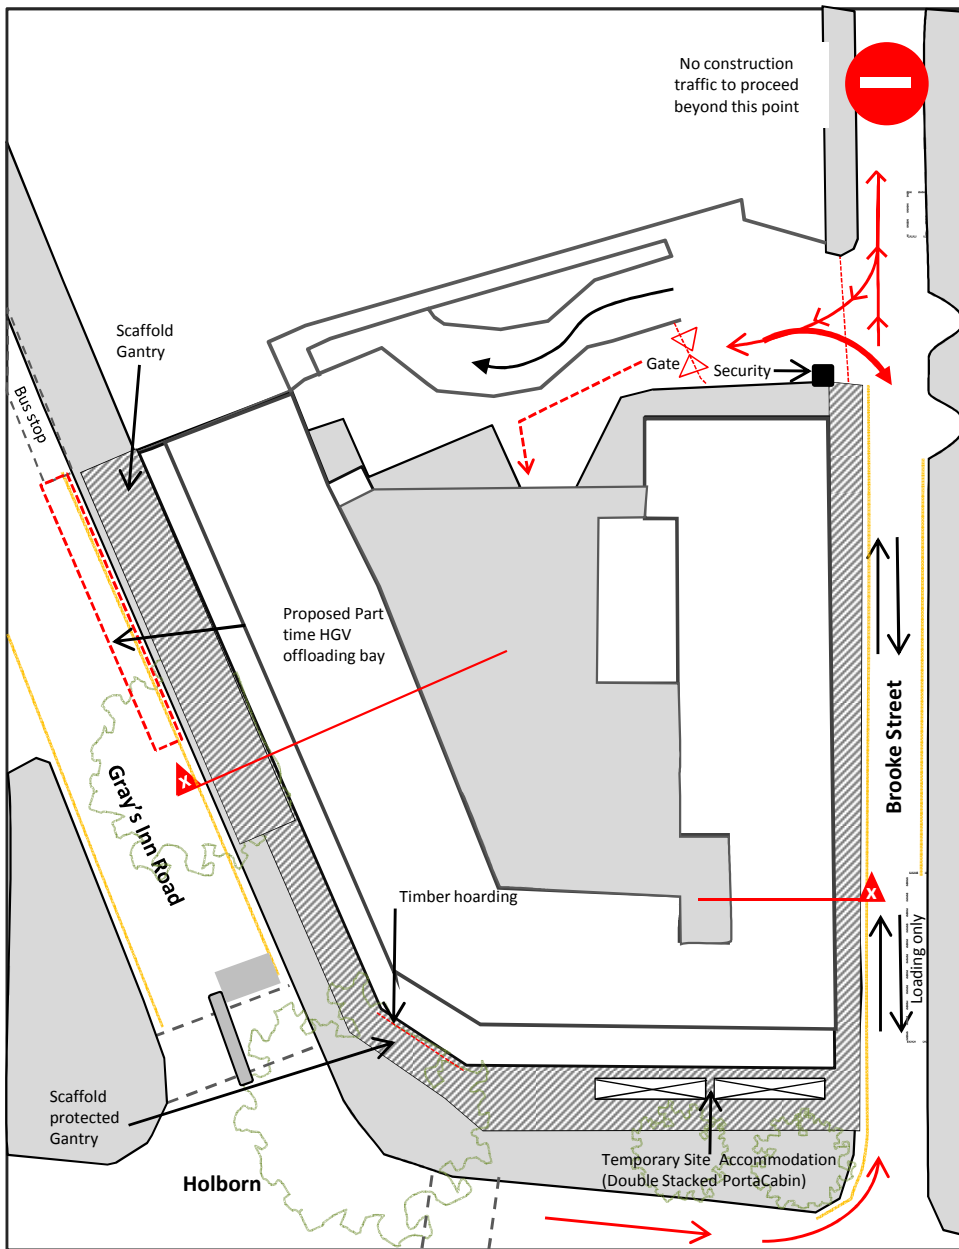 No construction
traffic to proceed
beyond this point
Scaffold
Gantry
Bus stop
Gate
Security
Proposed Part
time HGV
offloading bay
Brooke Street
Gray's Inn Road
x
Timber hoarding
x
Loading only
Scaffold
protected
Gantry
Temporary Site Accommodation
(Double Stacked PortaCabin)
Holborn